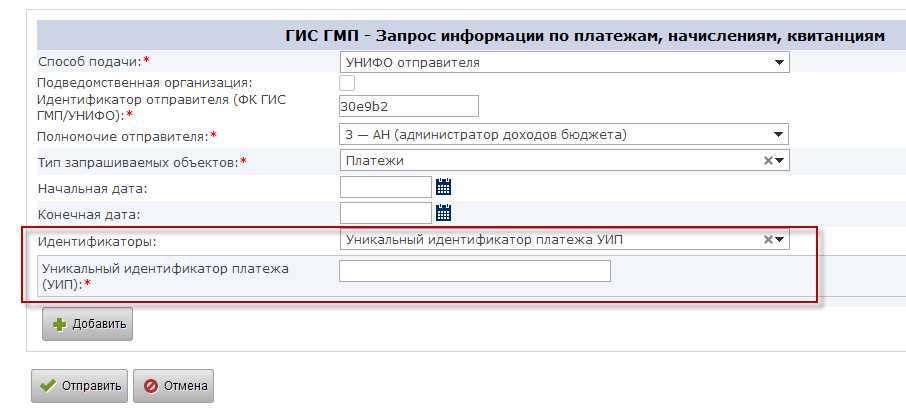 ГИС ГМП - Запрос информации по платежам, начислениям, квитанциям
Способ подачи:* УНИФО отправителя
Подведомственная организация:
Идентификатор отправителя (ФК ГИС
ГМП/УНИФО):* 30e9b2
Полномочие отправителя:* 3 — АН (администратор доходов бюджета)
Тип запрашиваемых объектов:* Платежи
Начальная дата:
Конечная дата:
Идентификаторы: Уникальный идентификатор платежа УИП
Уникальный идентификатор платежа
(УИП):*
Добавить
Отправить Отмена